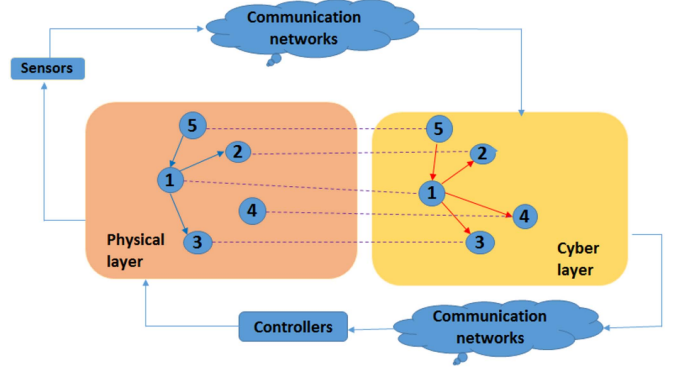 Communication
networks
Sensors
5
2
1
4
3
Physical
layer
5
2
1
4
3
Cyber
layer
Controllers
Communication
networks